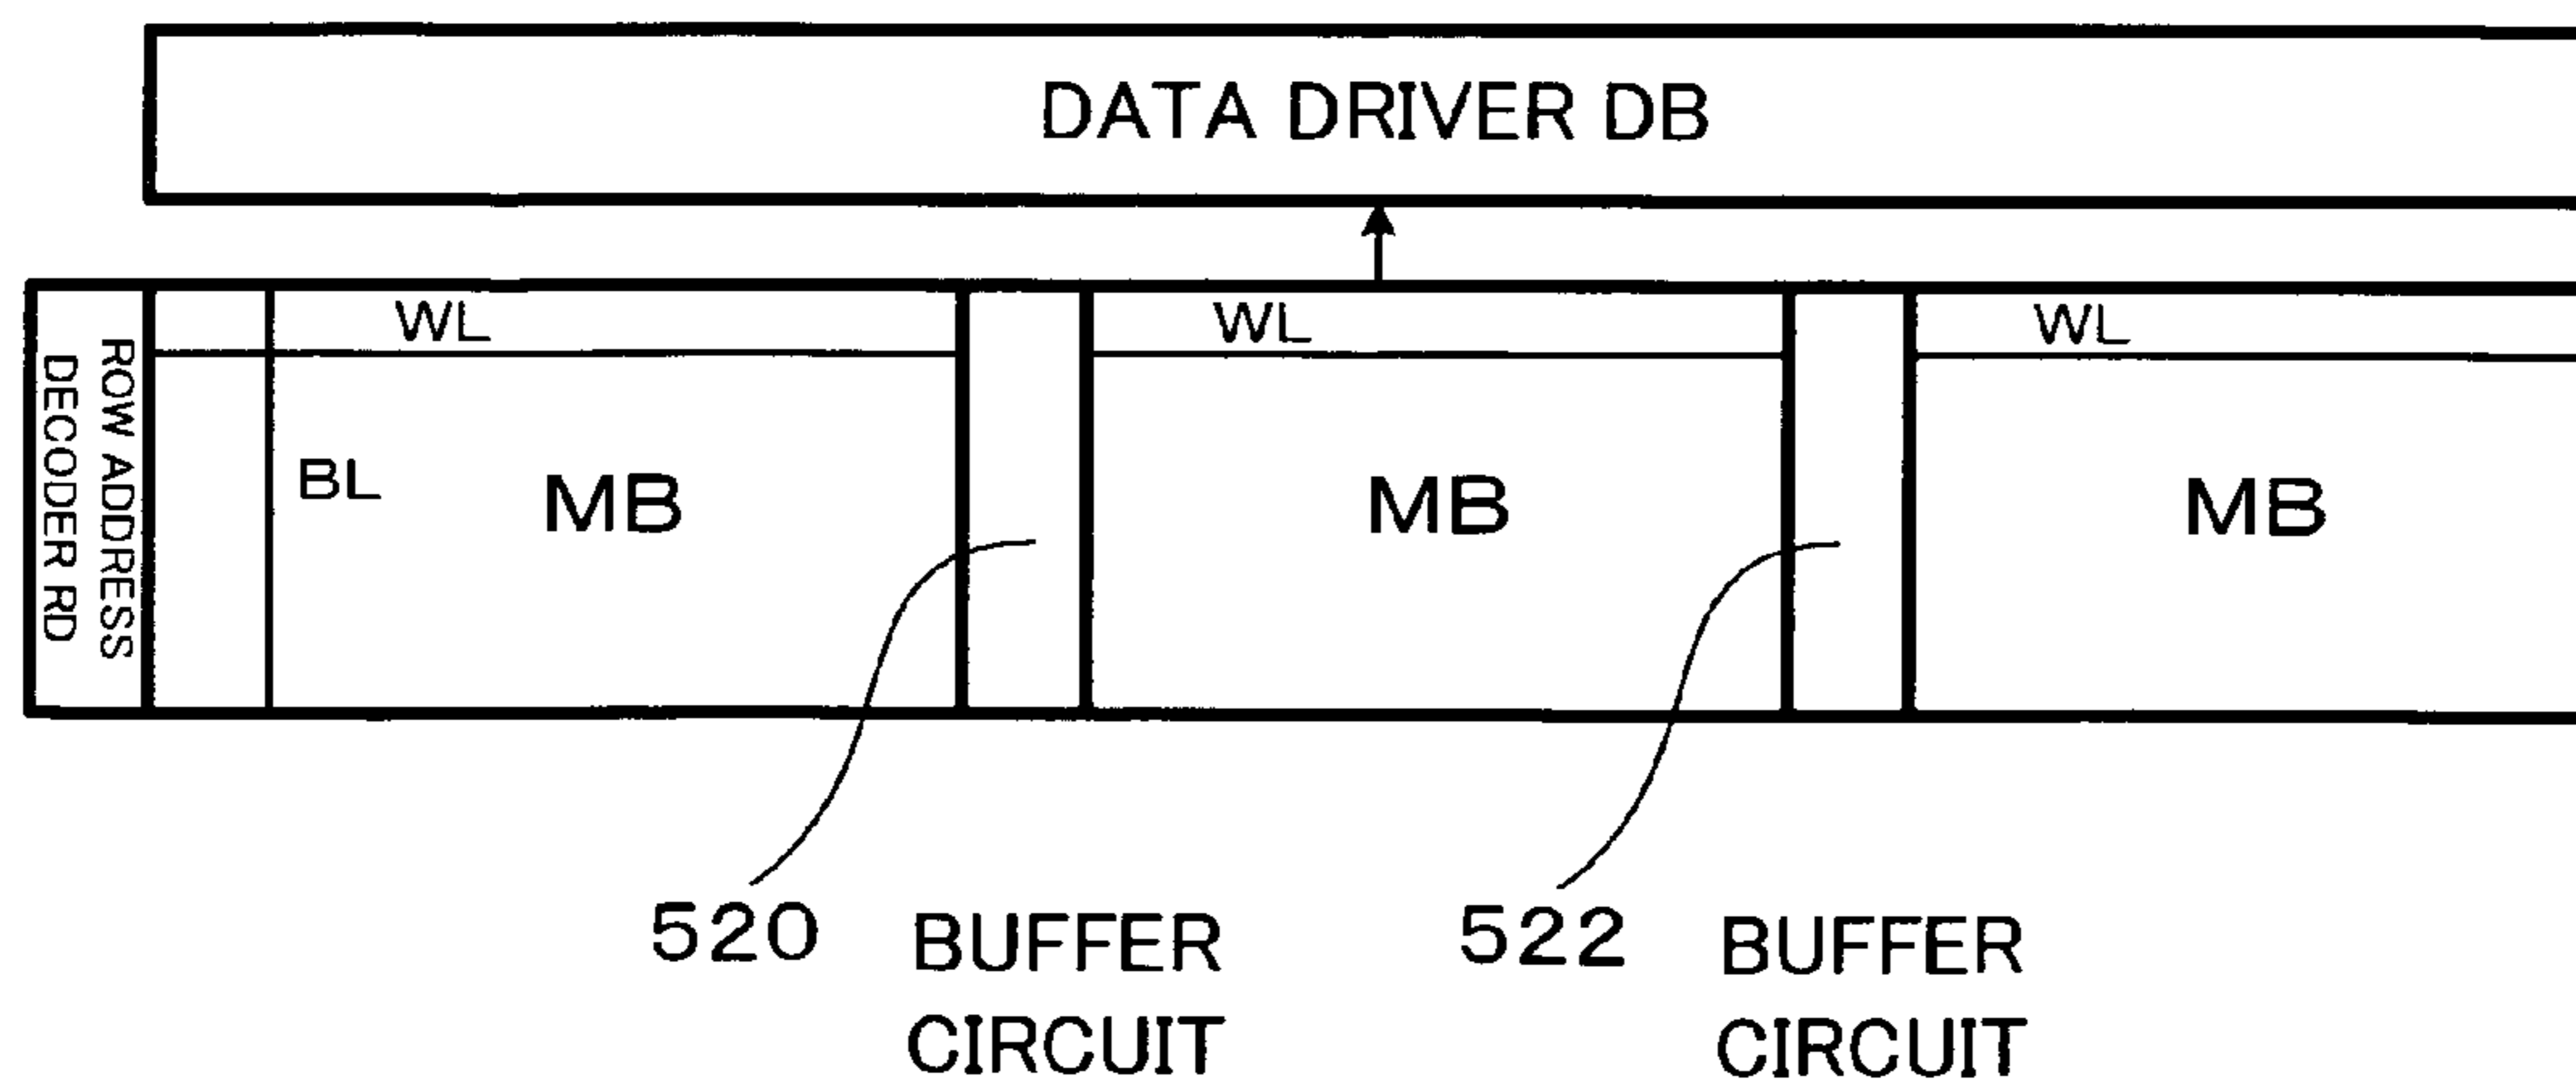 DATA DRIVER DB
ROW ADDRESS
DECODER RD
WL
WL
WL
BL
MB
MB
MB
520
BUFFER
CIRCUIT
522
BUFFER
CIRCUIT